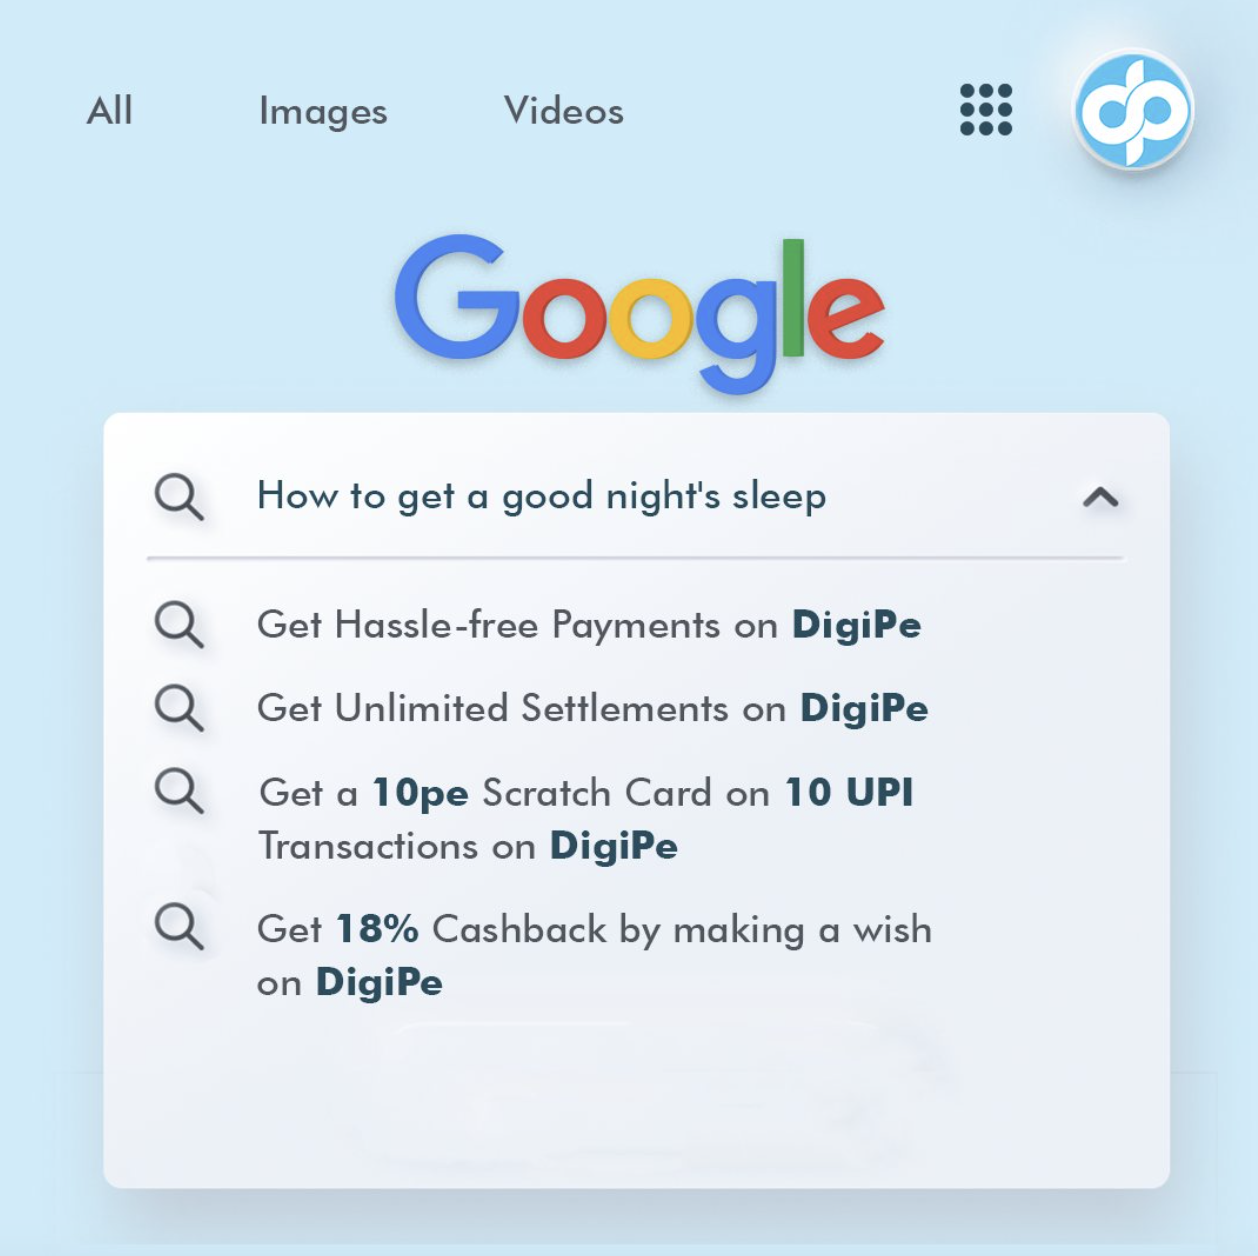 All Images Videos
dp
Google
How to get a good night's sleep
Get Hassle-free Payments on DigiPe
Get Unlimited Settlements on DigiPe
Get a 10pe Scratch Card on 10 UPI
Transactions on DigiPe
Get 18% Cashback by making a wish
on DigiPe